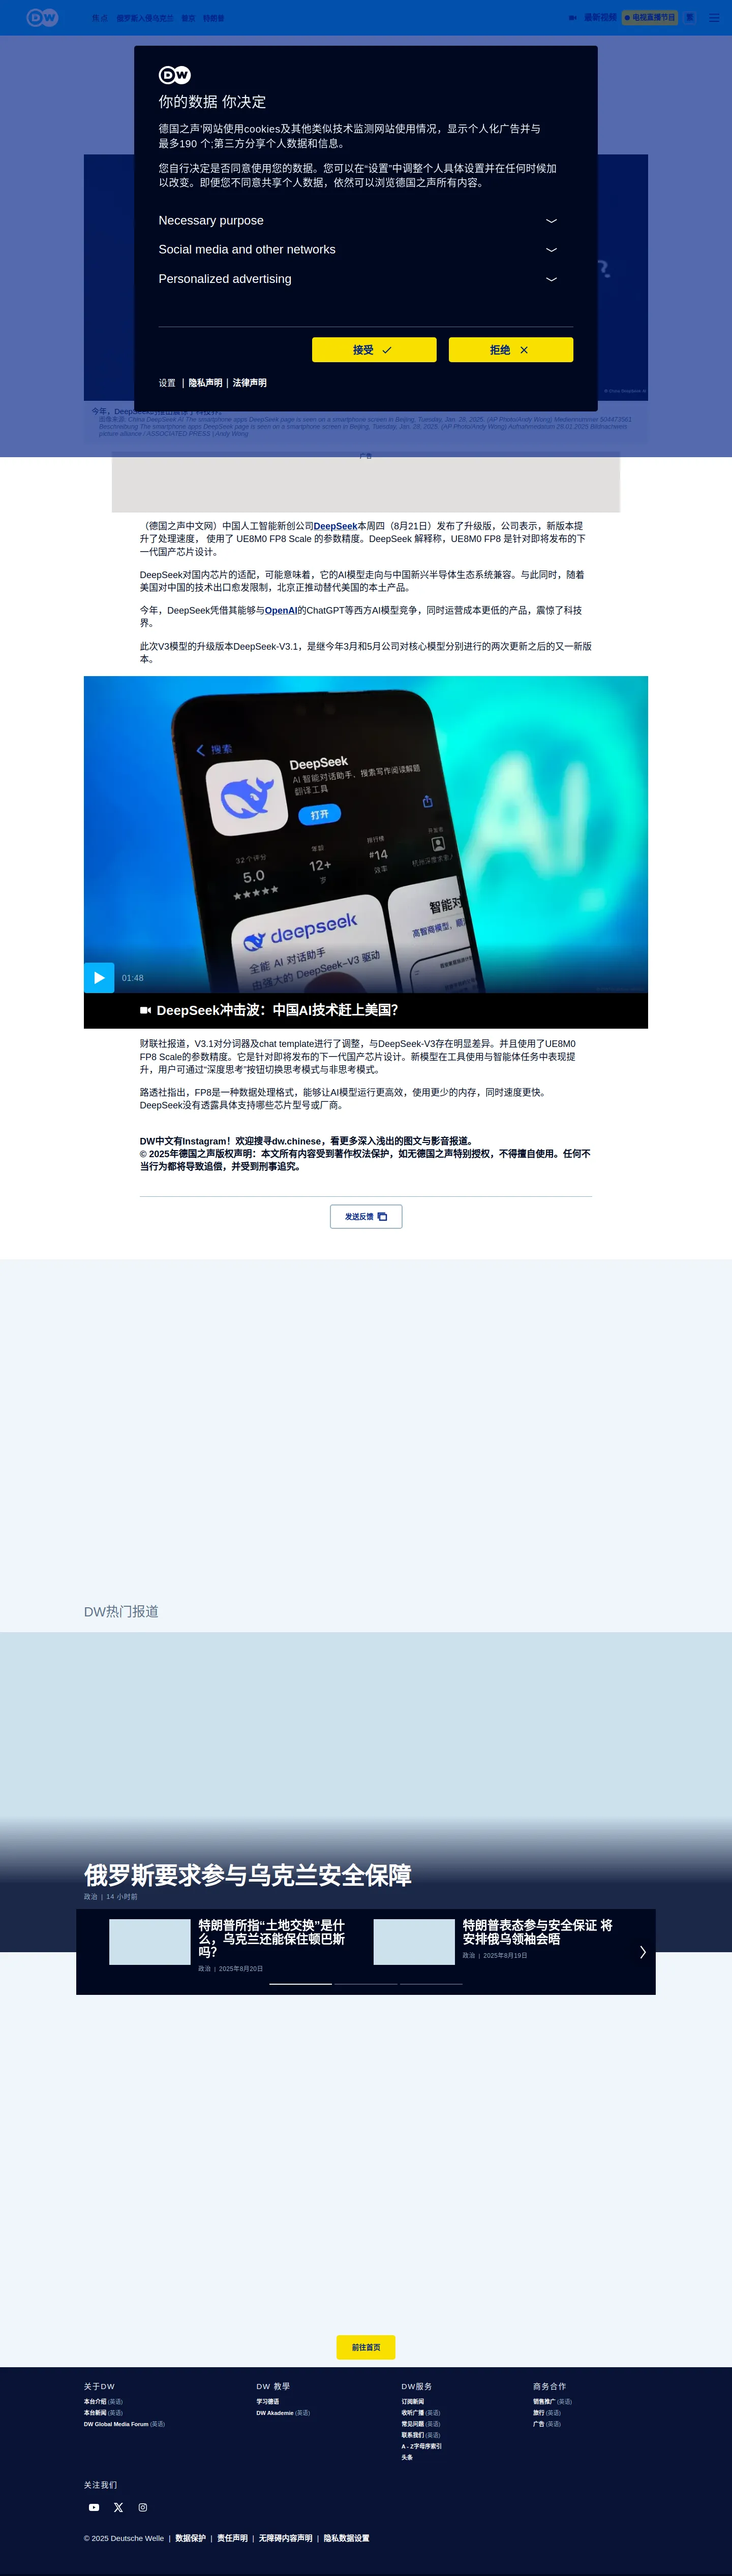 DW
俄罗斯入侵乌克兰 普京 特朗普
最新视频
电视直播节目
繁
DW
你的数据 你决定
德国之声'网站使用cookies及其他类似技术监测网站使用情况，显示个人化广告并与
最多190 个;第三方分享个人数据和信息。
您自行决定是否同意使用您的数据。您可以在“设置”中调整个人具体设置并在任何时候加
以改变。即便您不同意共享个人数据，依然可以浏览德国之声所有内容。
Necessary purpose
Social media and other networks
Personalized advertising
接受
拒绝
设置 | 隐私声明 | 法律声明
广告
（德国之声中文网）中国人工智能新创公司DeepSeek本周四（8月21日）发布了升级版，公司表示，新版本提
升了处理速度， 使用了 UE8M0 FP8 Scale 的参数精度。DeepSeek 解释称，UE8M0 FP8 是针对即将发布的下
一代国产芯片设计。
DeepSeek对国内芯片的适配，可能意味着，它的AI模型走向与中国新兴半导体生态系统兼容。与此同时，随着
美国对中国的技术出口愈发限制，北京正推动替代美国的本土产品。
今年，DeepSeek凭借其能够与OpenAI的ChatGPT等西方AI模型竞争，同时运营成本更低的产品，震惊了科技
界。
此次V3模型的升级版本DeepSeek-V3.1，是继今年3月和5月公司对核心模型分别进行的两次更新之后的又一新版
本。
搜索
DeepSeek
AI 智能对话助手、搜索写作阅读解题
翻译工具
打开
32个评分
5.0
★★★★★
年龄
12+
岁
排行榜
#14
效率
开发者
AI
deepseek
全能 AI 对话助手
由强大的 DeepSeek-V3 驱动
智能对
01:48
DeepSeek冲击波：中国AI技术赶上美国？
财联社报道，V3.1对分词器及chat template进行了调整，与DeepSeek-V3存在明显差异。并且使用了UE8M0
FP8 Scale的参数精度。它是针对即将发布的下一代国产芯片设计。新模型在工具使用与智能体任务中表现提
升，用户可通过“深度思考”按钮切换思考模式与非思考模式。
路透社指出，FP8是一种数据处理格式，能够让AI模型运行更高效，使用更少的内存，同时速度更快。
DeepSeek没有透露具体支持哪些芯片型号或厂商。
DW中文有Instagram！欢迎搜寻dw.chinese，看更多深入浅出的图文与影音报道。
© 2025年德国之声版权声明：本文所有内容受到著作权法保护，如无德国之声特别授权，不得擅自使用。任何不
当行为都将导致追偿，并受到刑事追究。
发送反馈
DW热门报道
俄罗斯要求参与乌克兰安全保障
政治 | 14 小时前
特朗普所指“土地交换”是什
么，乌克兰还能保住顿巴斯
吗？
政治 | 2025年8月20日
特朗普表态参与安全保证 将
安排俄乌领袖会晤
政治 | 2025年8月19日
前往首页
关于DW
本台介绍 (英语)
本台新闻 (英语)
DW Global Media Forum (英语)
DW 教學
学习德语
DW Akademie (英语)
DW服务
订阅新闻
收听广播 (英语)
常见问题 (英语)
联系我们 (英语)
A - Z字母序索引
头条
商务合作
销售推广 (英语)
旅行 (英语)
广告 (英语)
关注我们
© 2025 Deutsche Welle | 数据保护 | 责任声明 | 无障碍内容声明 | 隐私数据设置